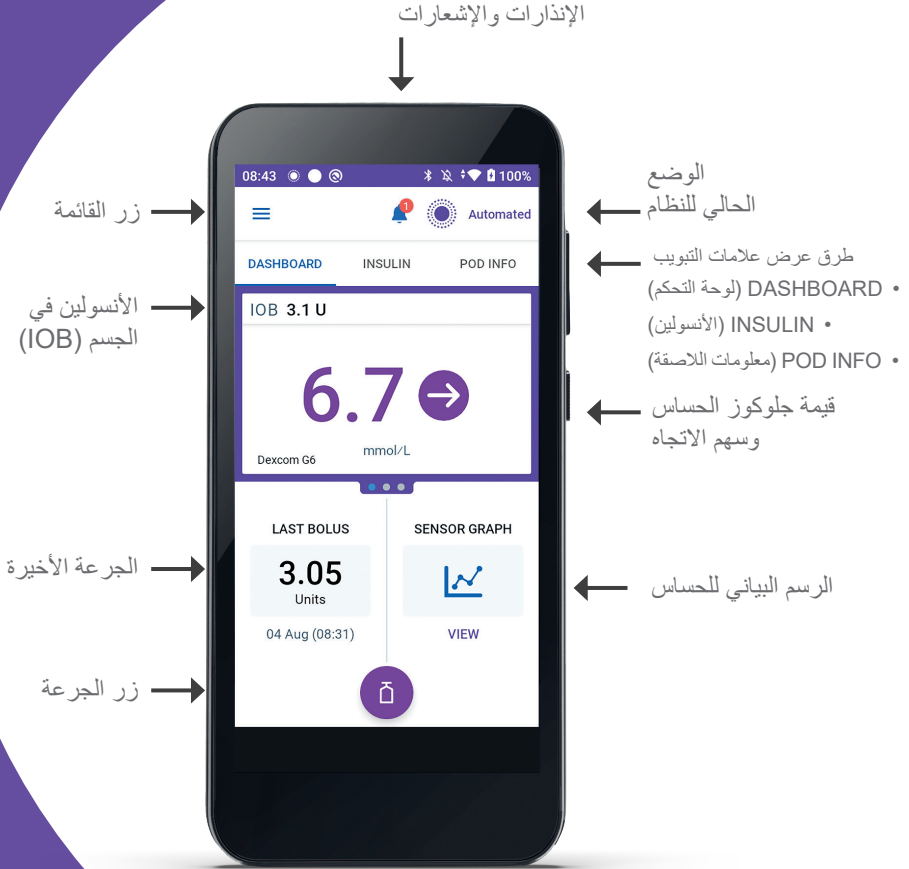 الإنذارات والإشعارات
زر القائمة
الأنسولين في
الجسم (IOB)
الجرعة الأخيرة
زر الجرعة
08:43
100%
1
Automated
DASHBOARD
INSULIN
POD INFO
IOB 3.1 U
6.7
mmol/L
Dexcom G6
LAST BOLUS
3.05
Units
04 Aug (08:31)
SENSOR GRAPH
VIEW
الوضع
الحالي للنظام
طرق عرض علامات التبويب
• DASHBOARD (لوحة التحكم)
• INSULIN (الأنسولين)
• POD INFO (معلومات اللاصقة)
قيمة جلوكوز الحساس
وسهم الاتجاه
الرسم البياني للحساس